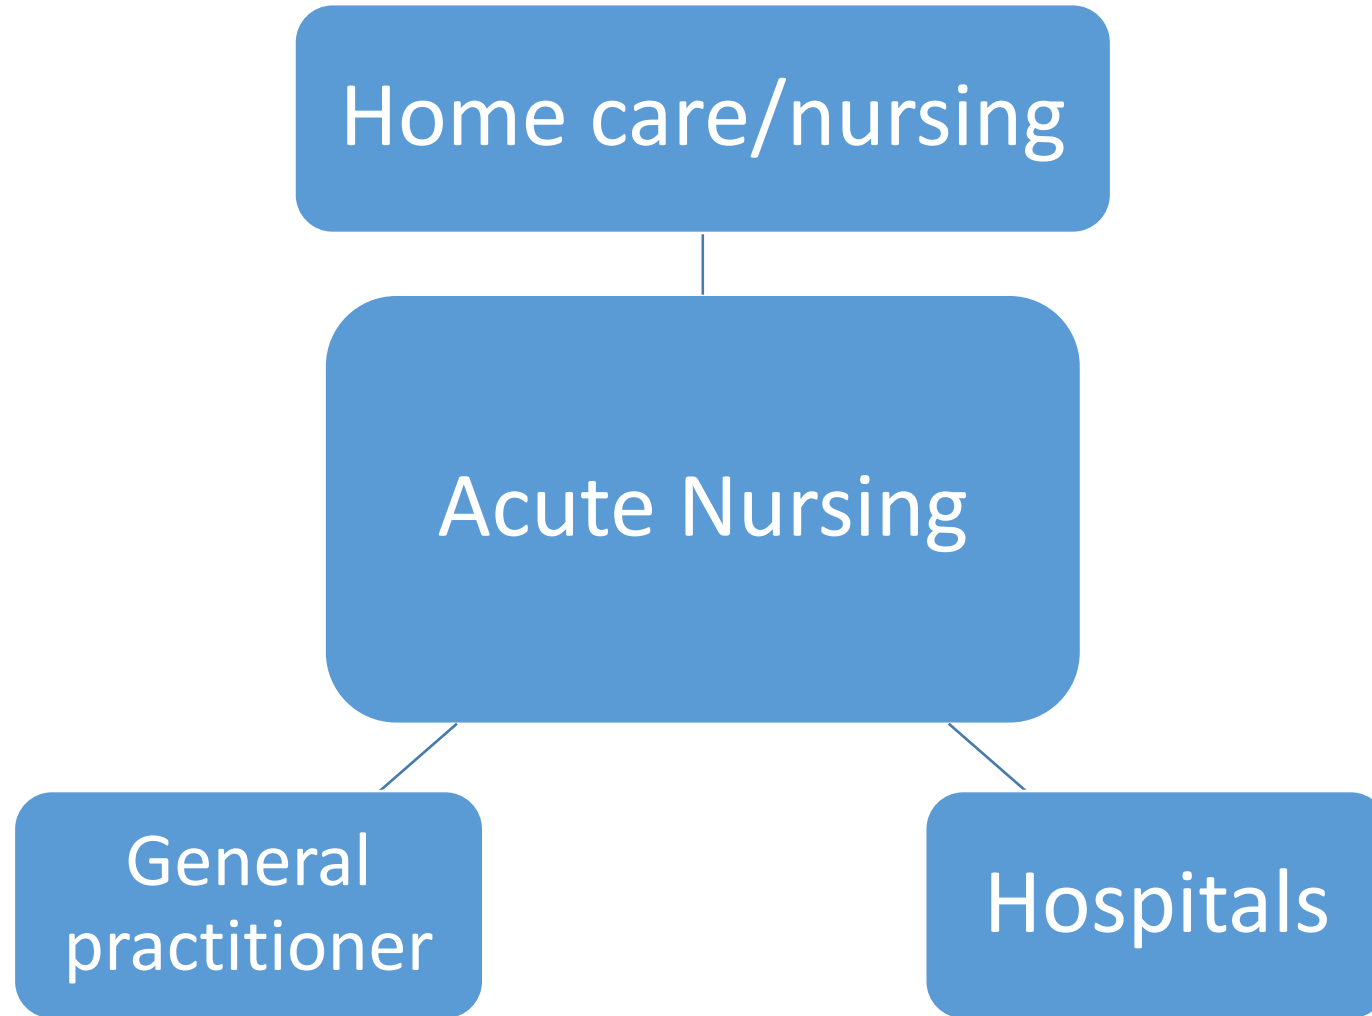 Home care/nursing
Acute Nursing
General
practitioner
Hospitals